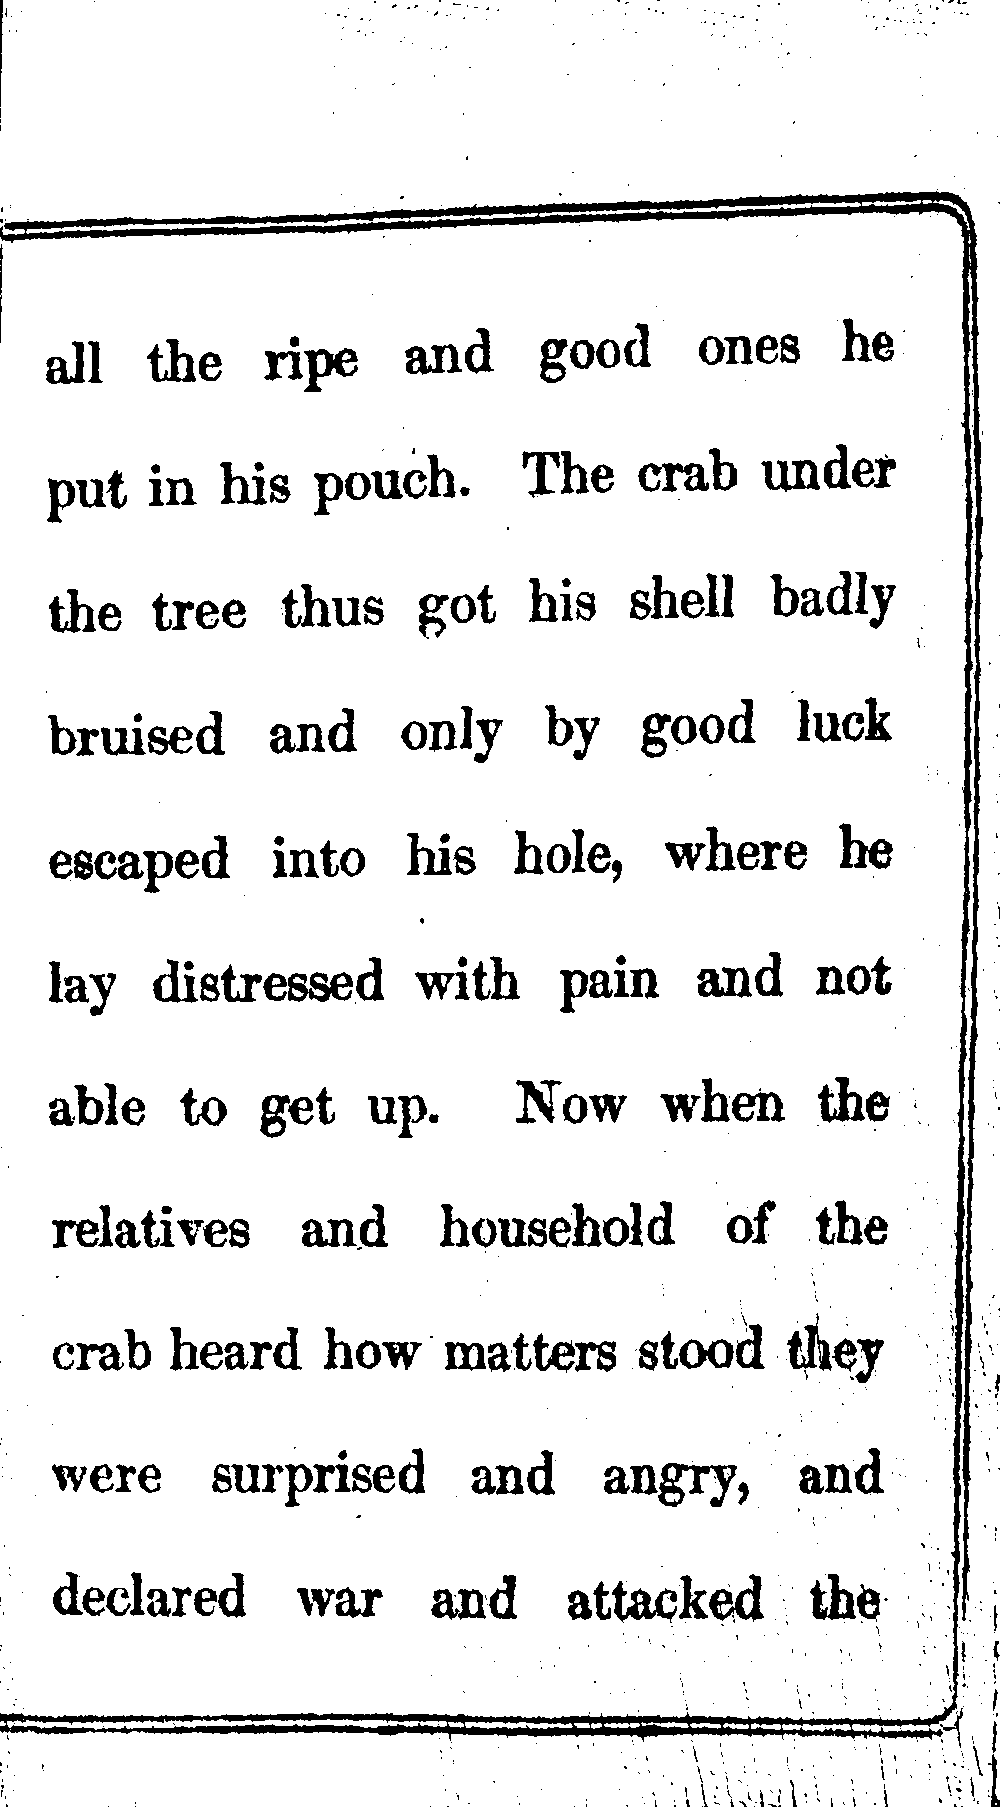 all the ripe and good ones he
put in his pouch. The crab under
the tree thus got his shell badly
bruised and only by good luck
escaped into his hole, where he
lay distressed with pain and not
able to get up. Now when the
relatives and household of the
crab heard how matters stood they
were surprised and angry, and
declared war and attacked the